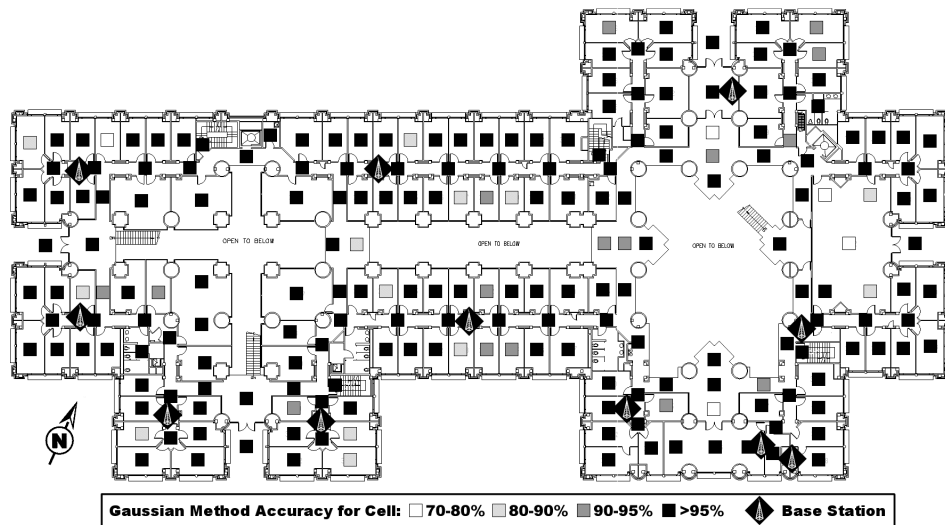 OPEN TO BELOW
OPEN TO BELOW
OPEN TO BELOW
N
Gaussian Method Accuracy for Cell: 70-80% 80-90% 90-95% >95% Base Station